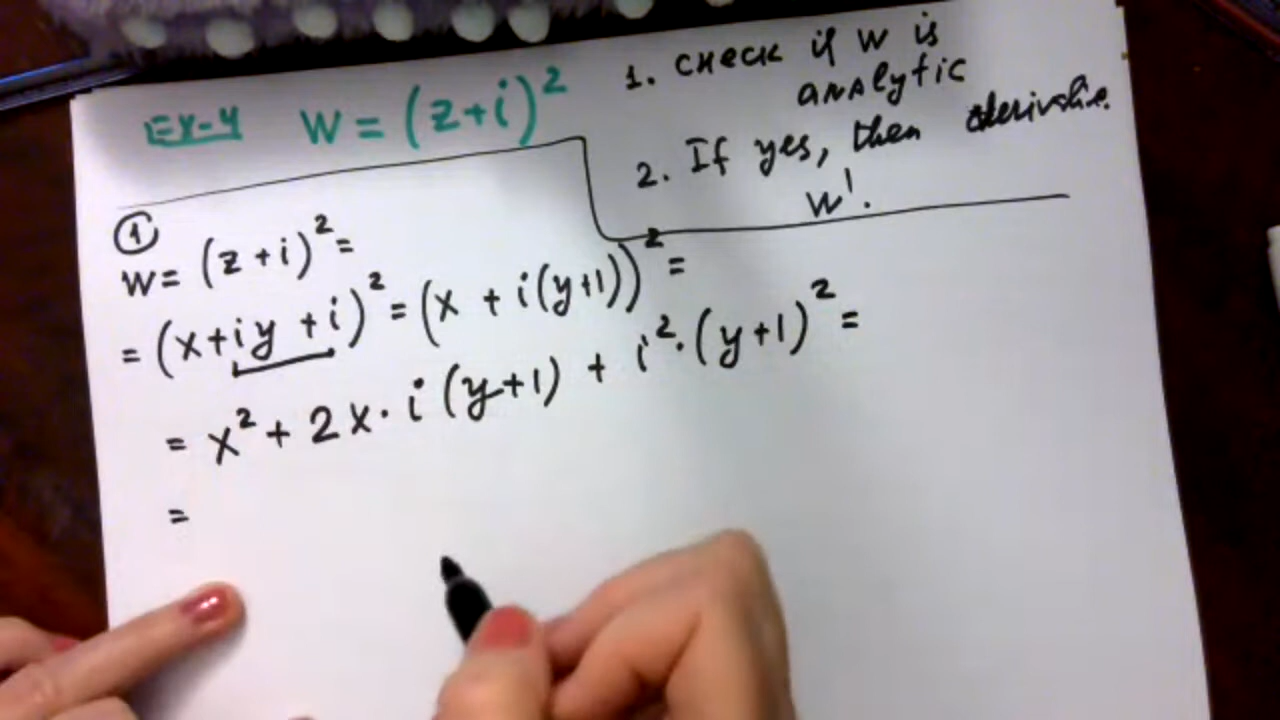 Ex-4 W = (z+i)²
1. Check if w is
analytic
2. If yes, then derivative
w'.
①
w = (z+i)² =
= (x+iy+i)² = (x + i(y+1))² =
= x² + 2x· i (y+1) + i²·(y+1)² =
=